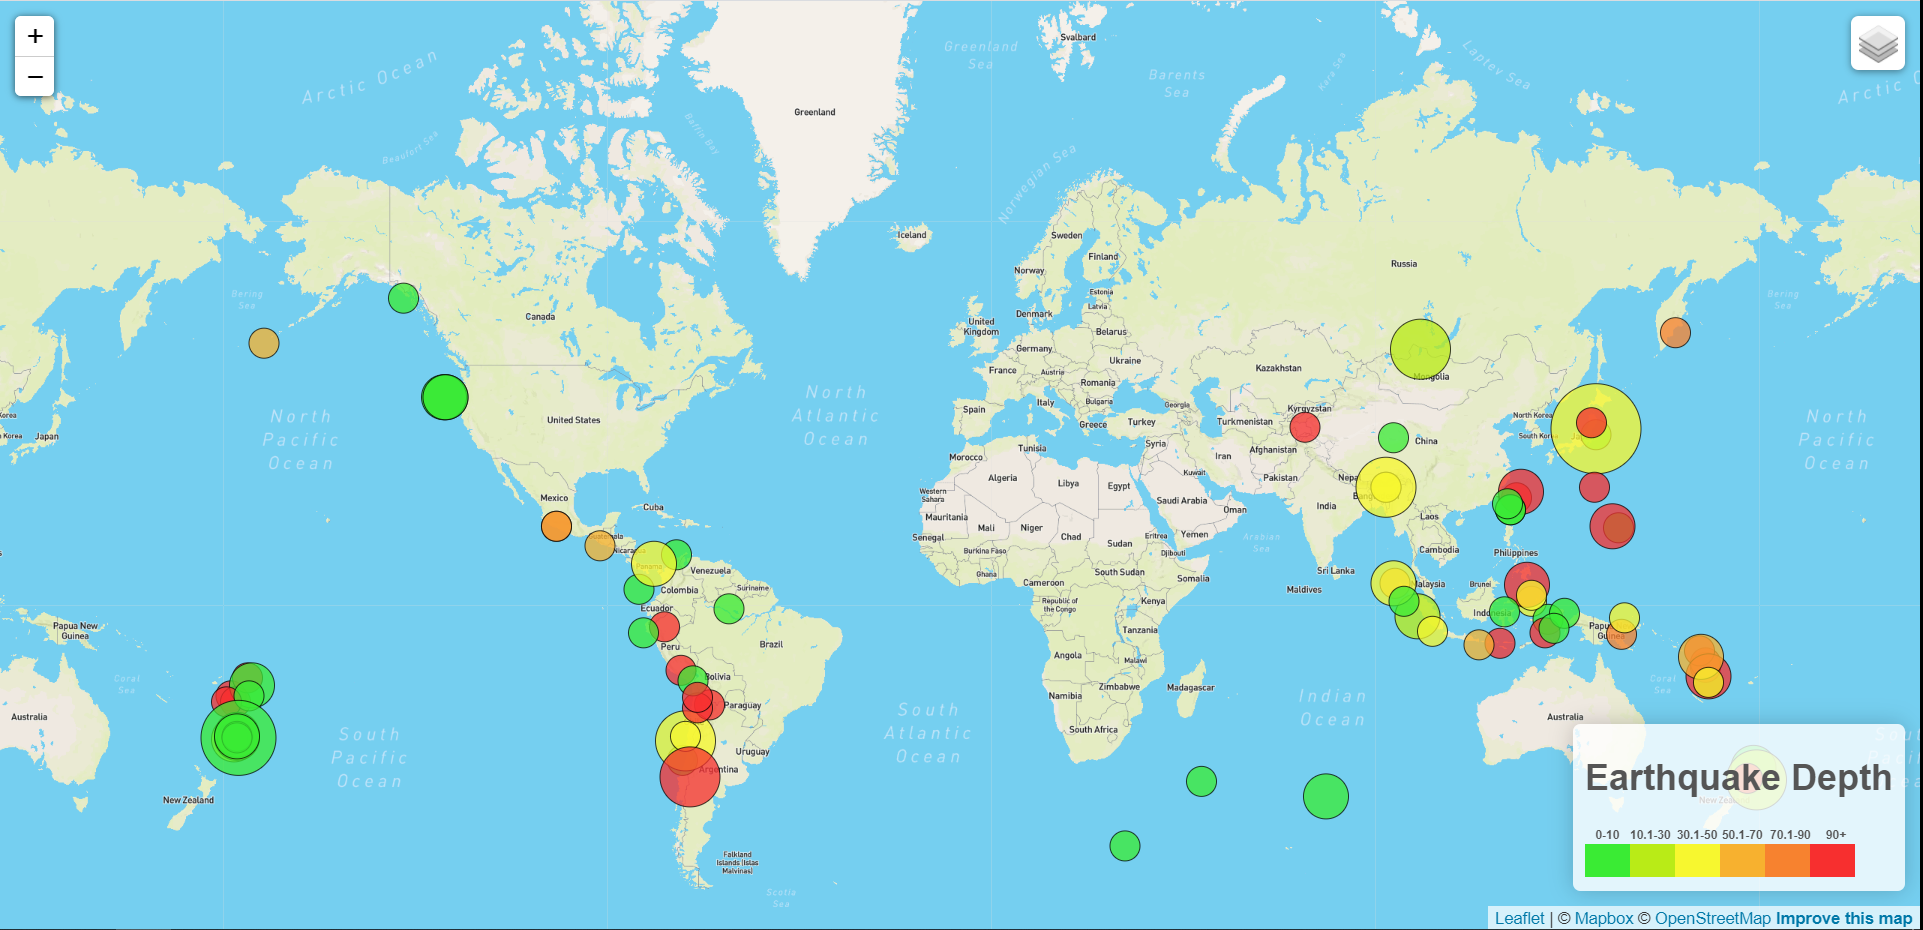 +
−
Arctic Ocean
Beaufort Sea
Baffin Bay
Greenland
Greenland
Sea
Svalbard
Barents
Sea
Kara Sea
Laptev Sea
Arctic
Norwegian Sea
Iceland
Sweden
Finland
Norway
Russia
Bering
Sea
Bering
Sea
Canada
Estonia
Latvia
Denmark
United
Kingdom
Belarus
Germany
Ukraine
France
Austria
Romania
Kazakhstan
Mongolia
Italy
Bulgaria
Georgia
Kyrgyzstan
Spain
Greece
Turkey
Turkmenistan
North Korea
South Korea
Korea
Korea
Japan
North
Pacific
Ocean
United States
North
Atlantic
Ocean
North
Pacific
Ocean
Tunisia
Syria
Morocco
Iran
Afghanistan
China
Algeria
Libya
Egypt
Kuwait
Pakistan
Nepal
Western
Sahara
Saudi Arabia
India
Oman
Mexico
Cuba
Mauritania
Mali
Niger
Chad
Sudan
Eritrea
Yemen
Laos
Guatemala
Nicaragua
Senegal
Burkina Faso
Djibouti
Arabian
Sea
Cambodia
Philippines
Panama
Venezuela
Ghana
Cameroon
South Sudan
Somalia
Sri Lanka
Malaysia
Brunei
Colombia
Suriname
Maldives
Ecuador
Republic of
the Congo
Kenya
Indonesia
Papua New
Guinea
Papua
Guinea
Peru
Brazil
Tanzania
Angola
Malawi
Bolivia
Coral
Sea
Coral
Sea
Namibia
Zimbabwe
Madagascar
Paraguay
Indian
Ocean
Australia
Australia
South
Atlantic
Ocean
South Africa
South
Pacific
Ocean
Uruguay
Argentina
New Zealand
Falkland
Islands (Islas
Malvinas)
Scotia
Sea
Earthquake Depth
New Zealand
0-10 10.1-30 30.1-50 50.1-70 70.1-90 90+
Leaflet | © Mapbox © OpenStreetMap Improve this map